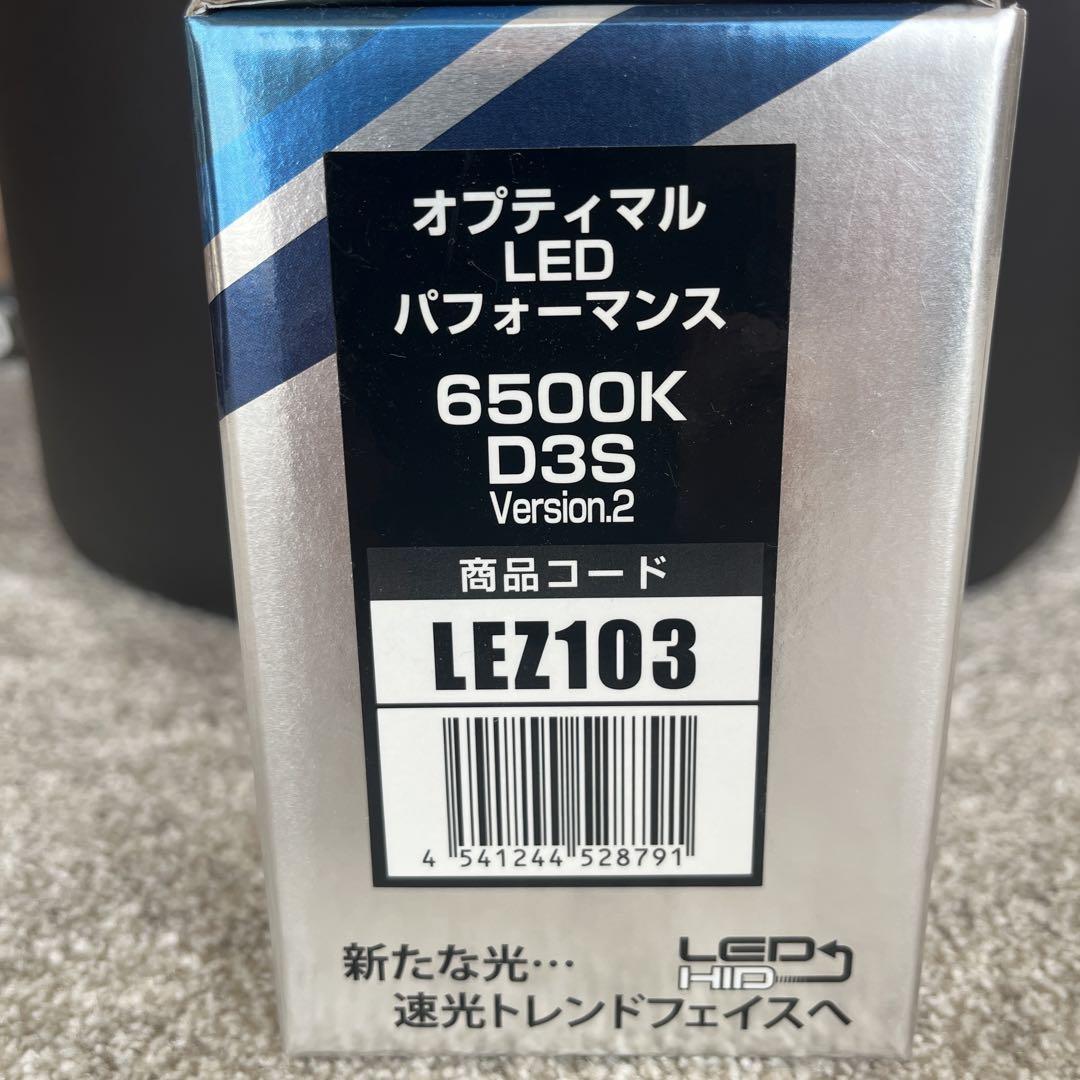 オプティマル
LED
パフォーマンス
6500K
D3S
Version.2
商品コード
LEZ103
4 541244 528791
新たな光…
速光トレンドフェイスへ
LED
HID